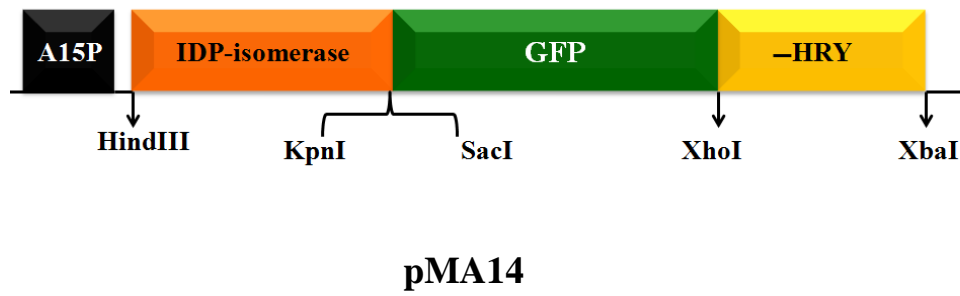 A15P IDP-isomerase GFP –HRY
HindIII KpnI SacI XhoI XbaI
pMA14